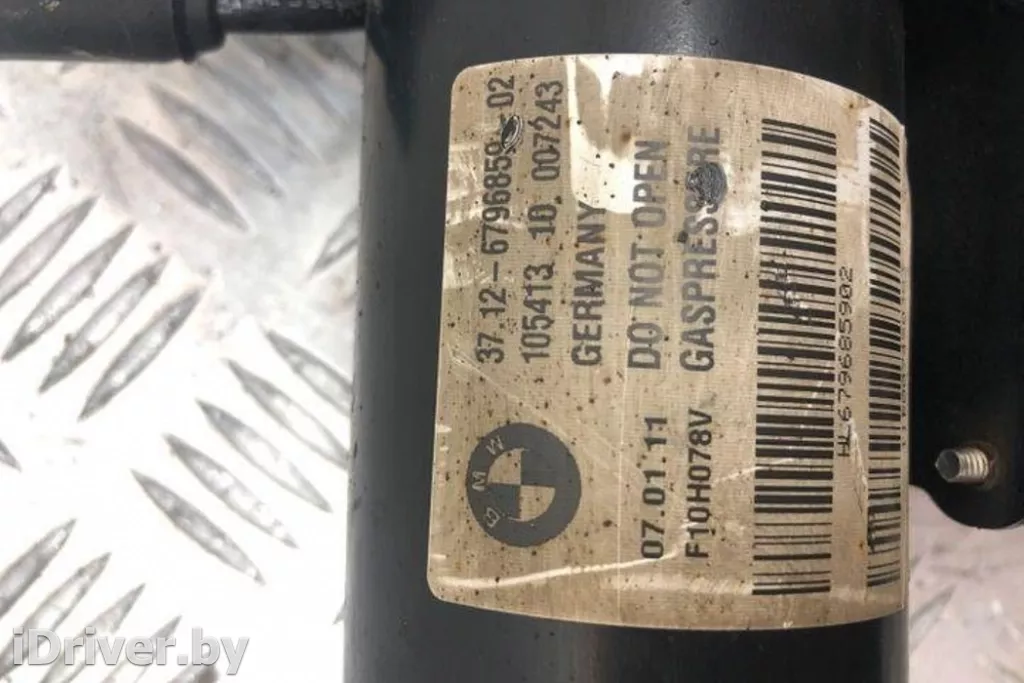 37.12-6796859-02
105413 10 007243
GERMANY
BMW
07.01.11 DO NOT OPEN
F10H078V GASPRESSURE
HL679685902
iDriver.by